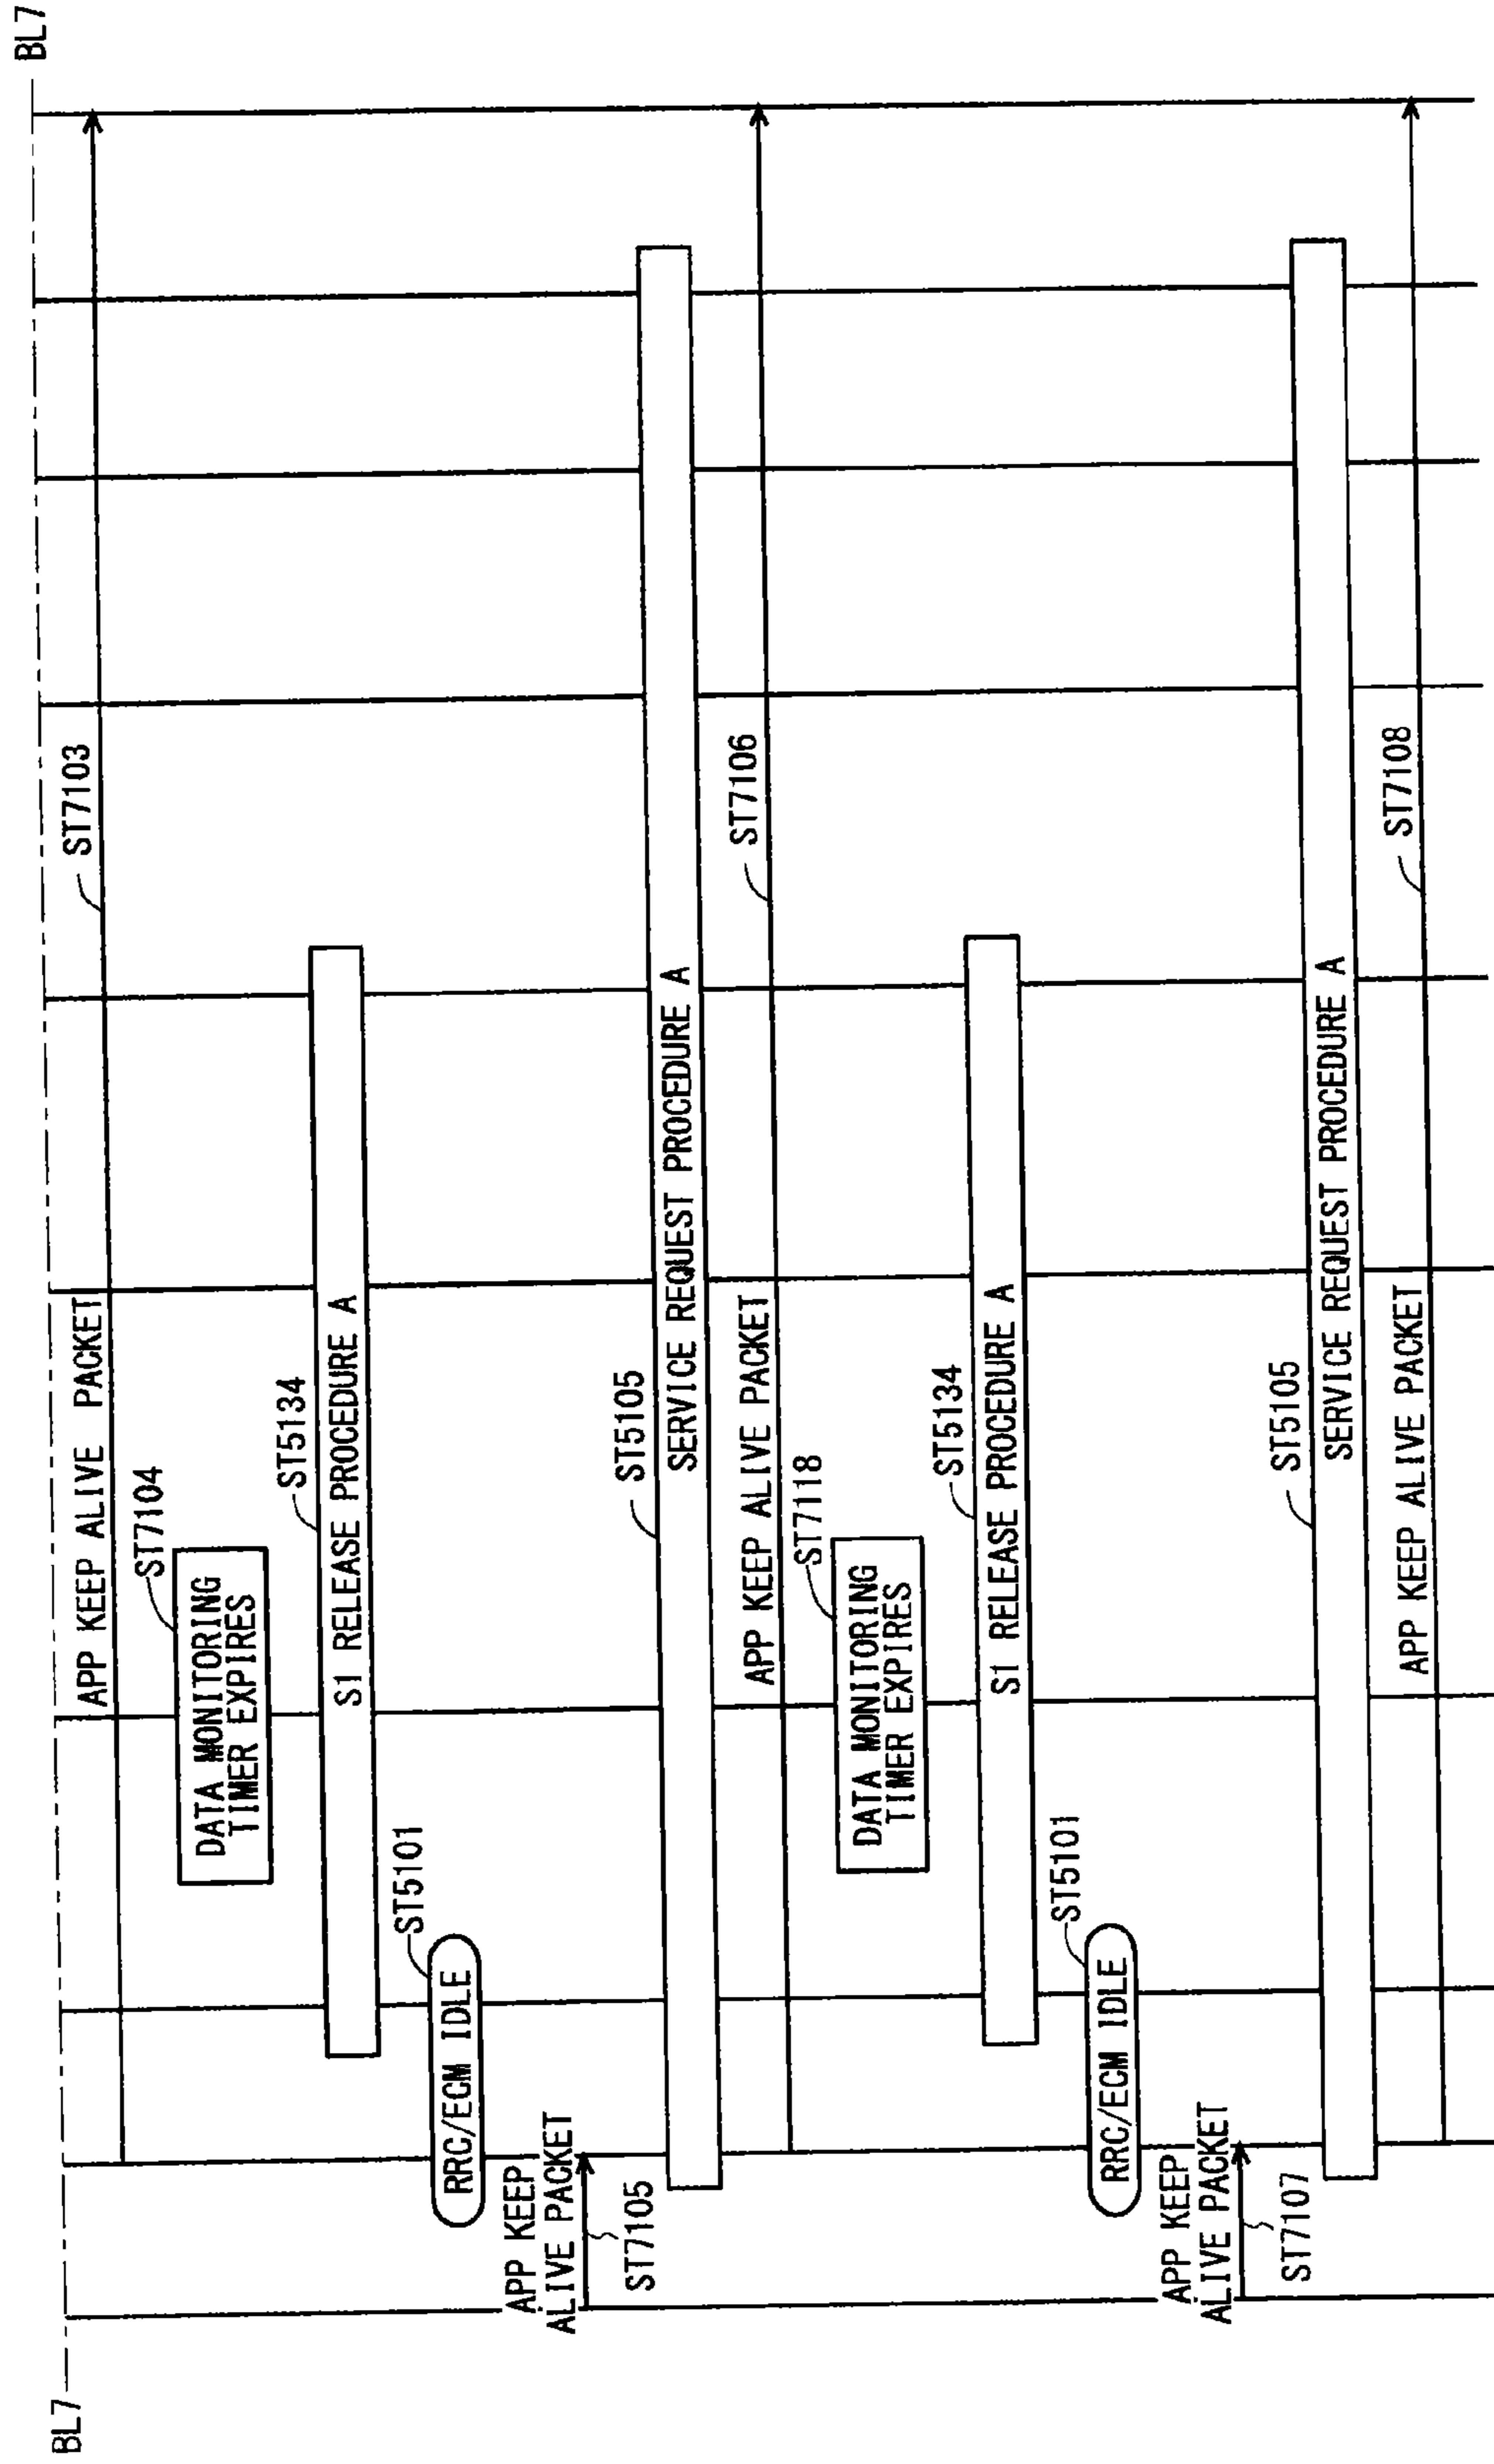 BL7
BL7
APP KEEP ALIVE PACKET
ST7103
ST7104
DATA MONITORING
TIMER EXPIRES
ST5134
S1 RELEASE PROCEDURE A
ST5101
RRC/ECM IDLE
APP KEEP
ALIVE PACKET
ST7105
ST5105
SERVICE REQUEST PROCEDURE A
APP KEEP ALIVE PACKET
ST7106
ST7118
DATA MONITORING
TIMER EXPIRES
ST5134
S1 RELEASE PROCEDURE A
ST5101
RRC/ECM IDLE
APP KEEP
ALIVE PACKET
ST7107
ST5105
SERVICE REQUEST PROCEDURE A
APP KEEP ALIVE PACKET
ST7108